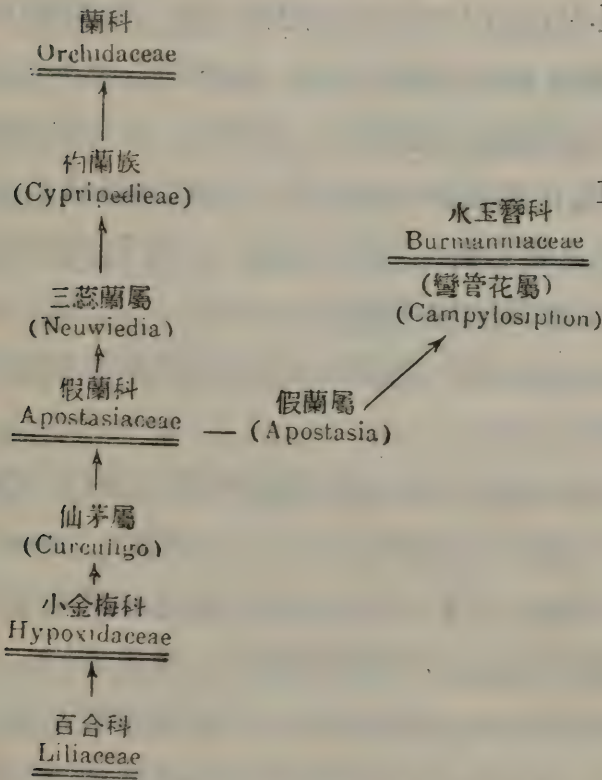 蘭科
Orchidaceae
杓蘭族
(Cypripedieae)
水玉簪科
Burmanniaceae
(彎管花屬)
(Campylosiphon)
三蕊蘭屬
(Neuwiedia)
假蘭科
Apostasiaceae
假蘭屬
(Apostasia)
仙茅屬
(Curculigo)
小金梅科
Hypoxidaceae
百合科
Liliaceae